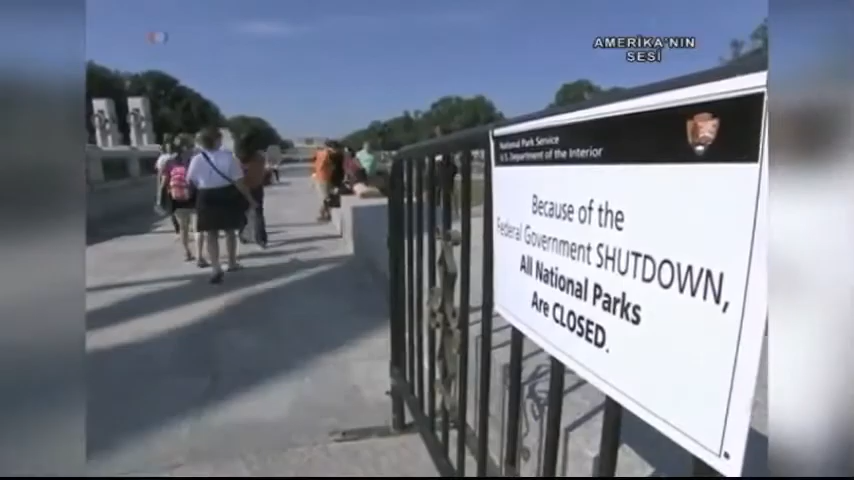 AMERİKA'NIN
SESİ
National Park Service
U.S. Department of the Interior
Because of the
Federal Government SHUTDOWN,
All National Parks
Are CLOSED.